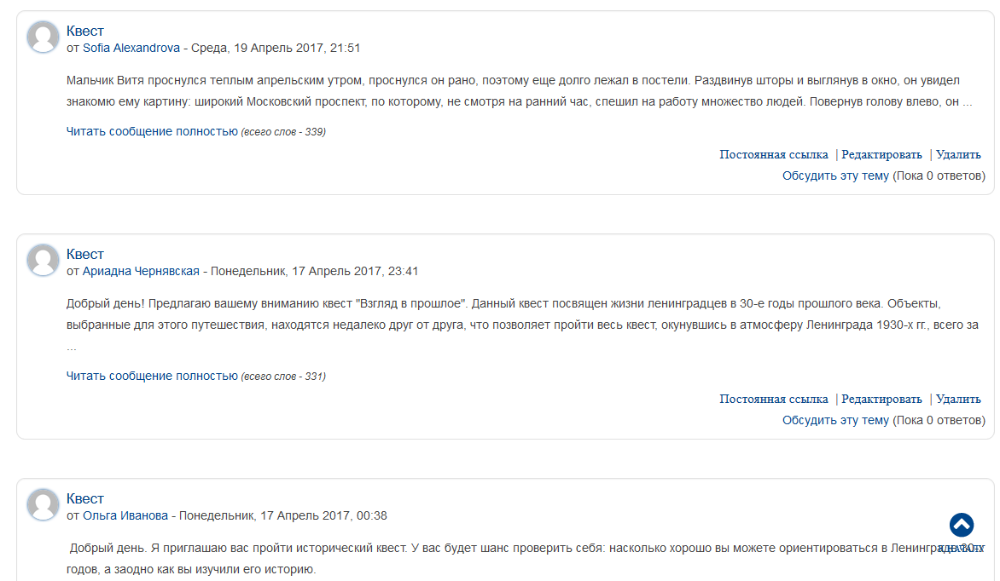 Квест
от Sofia Alexandrova - Среда, 19 Апрель 2017, 21:51
Мальчик Витя проснулся теплым апрельским утром, проснулся он рано, поэтому еще долго лежал в постели. Раздвинув шторы и выглянув в окно, он увидел
знакомю ему картину: широкий Московский проспект, по которому, не смотря на ранний час, спешил на работу множество людей. Повернув голову влево, он ...
Читать сообщение полностью (всего слов - 339)
Постоянная ссылка | Редактировать | Удалить
Обсудить эту тему (Пока 0 ответов)
Квест
от Ариадна Чернявская - Понедельник, 17 Апрель 2017, 23:41
Добрый день! Предлагаю вашему вниманию квест "Взгляд в прошлое". Данный квест посвящен жизни ленинградцев в 30-е годы прошлого века. Объекты,
выбранные для этого путешествия, находятся недалеко друг от друга, что позволяет пройти весь квест, окунувшись в атмосферу Ленинграда 1930-х гг., всего за
...
Читать сообщение полностью (всего слов - 331)
Постоянная ссылка | Редактировать | Удалить
Обсудить эту тему (Пока 0 ответов)
Квест
от Ольга Иванова - Понедельник, 17 Апрель 2017, 00:38
Добрый день. Я приглашаю вас пройти исторический квест. У вас будет шанс проверить себя: насколько хорошо вы можете ориентироваться в Ленинграде 30-х
годов, а заодно как вы изучили его историю.